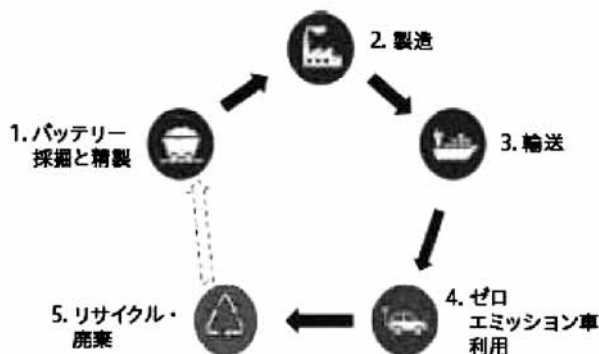 1. バッテリー
採掘と精製
2. 製造
3. 輸送
4. ゼロ
エミッション車
利用
5. リサイクル・
廃棄